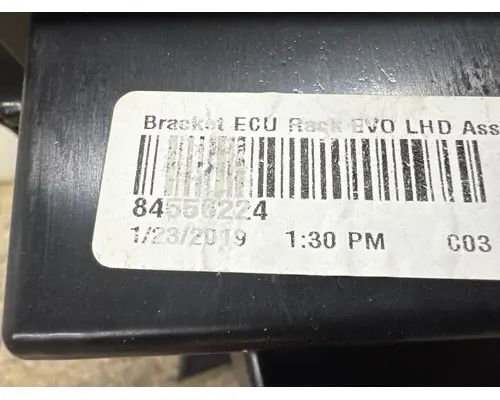 Bracket ECU Rack EVO LHD Ass
84556224
1/23/2019 1:30 PM C03